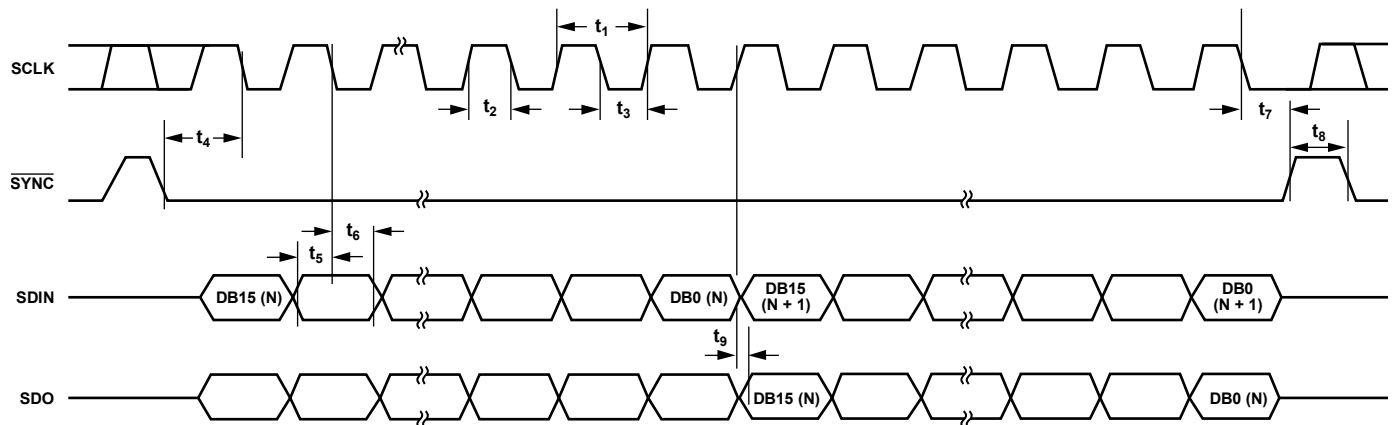 t1
SCLK
t2
t3
t7
t4
t8
SYNC
t6
t5
SDIN
DB15 (N)
DB0 (N)
DB15
(N + 1)
DB0
(N + 1)
t9
SDO
DB15 (N)
DB0 (N)